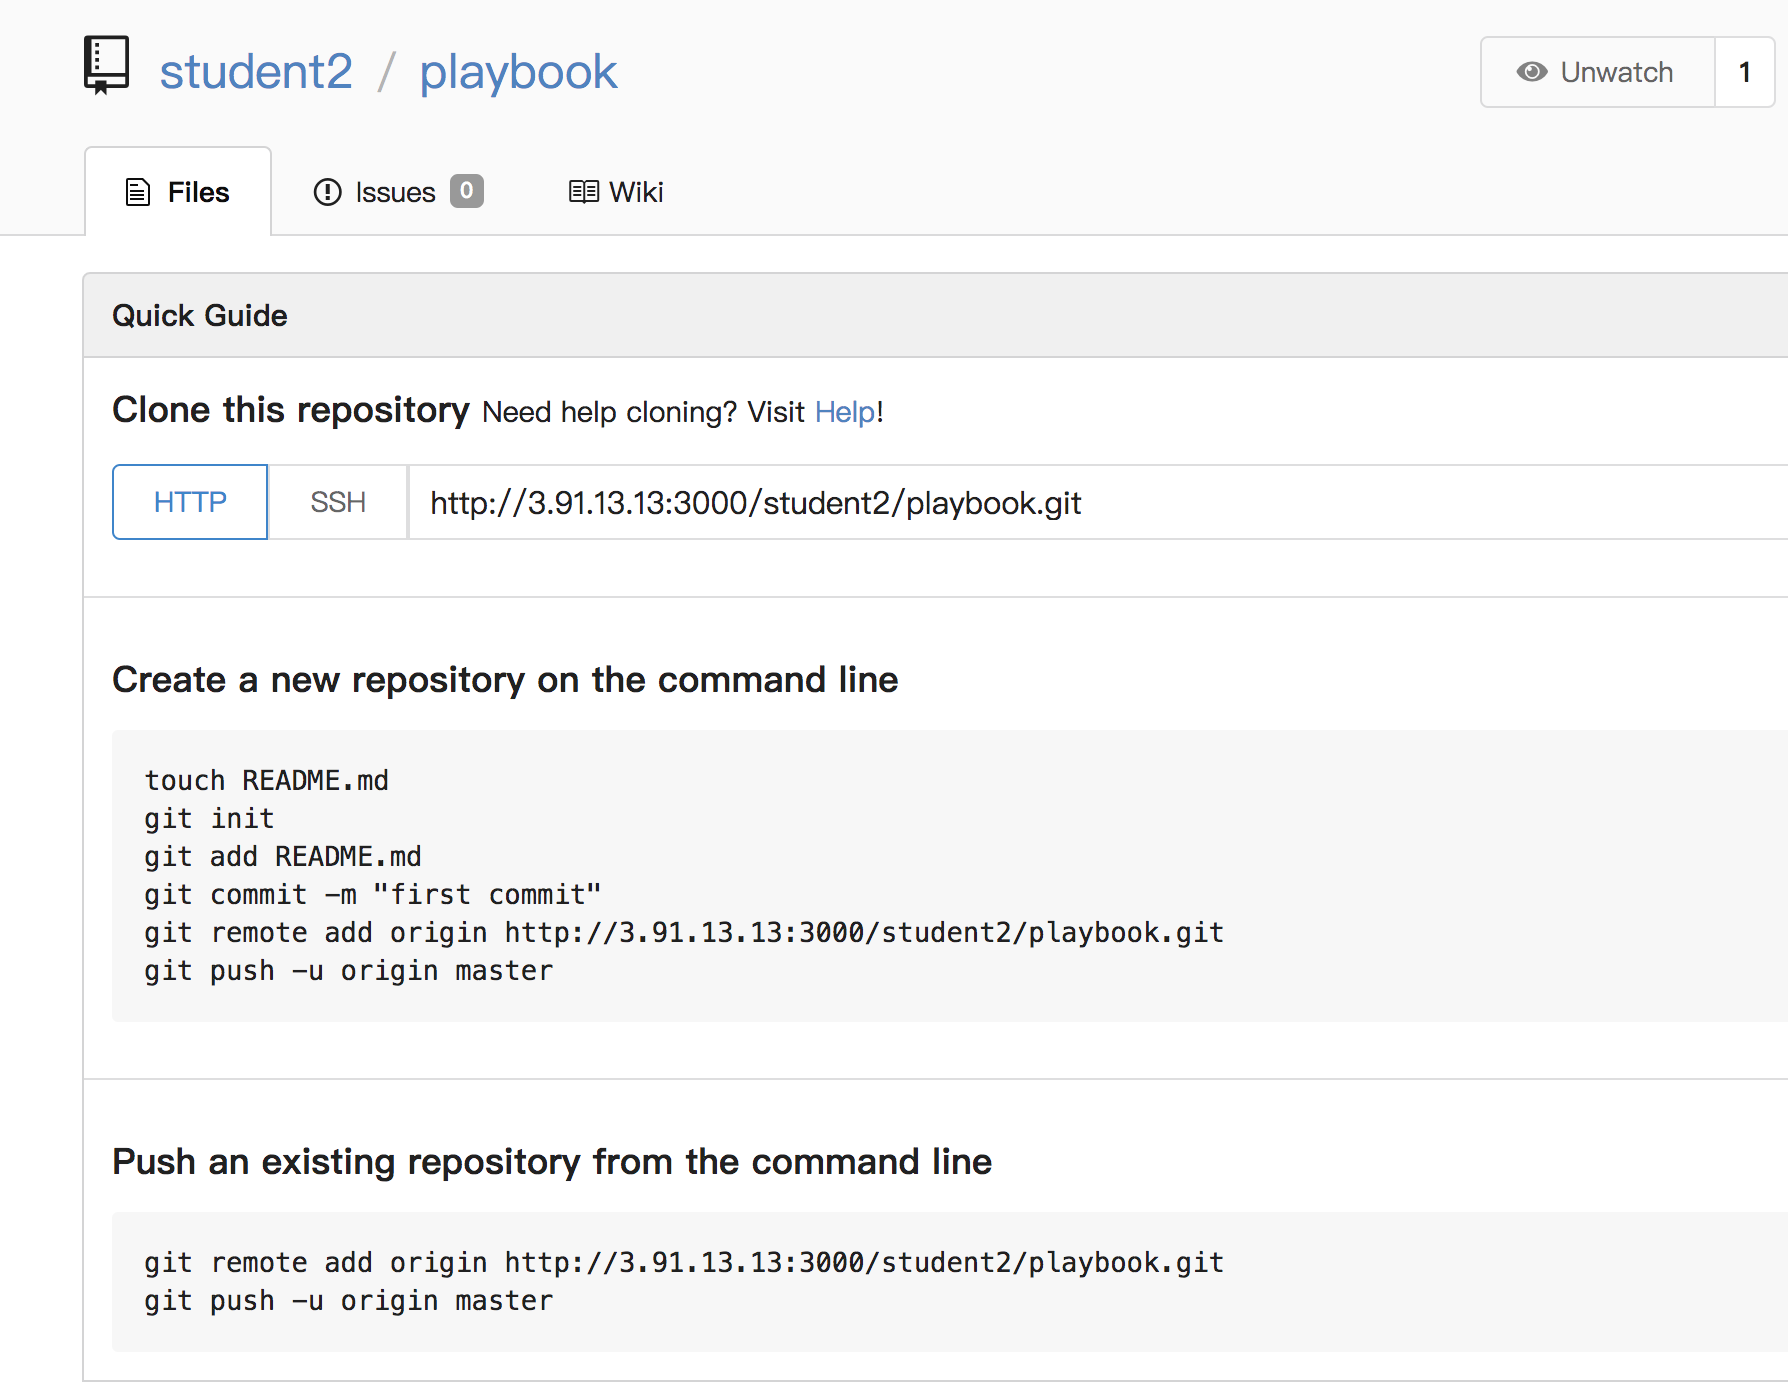 student2 / playbook
Unwatch 1
Files Issues 0 Wiki
Quick Guide
Clone this repository Need help cloning? Visit Help!
HTTP SSH http://3.91.13.13:3000/student2/playbook.git
Create a new repository on the command line
touch README.md
git init
git add README.md
git commit -m "first commit"
git remote add origin http://3.91.13.13:3000/student2/playbook.git
git push -u origin master
Push an existing repository from the command line
git remote add origin http://3.91.13.13:3000/student2/playbook.git
git push -u origin master